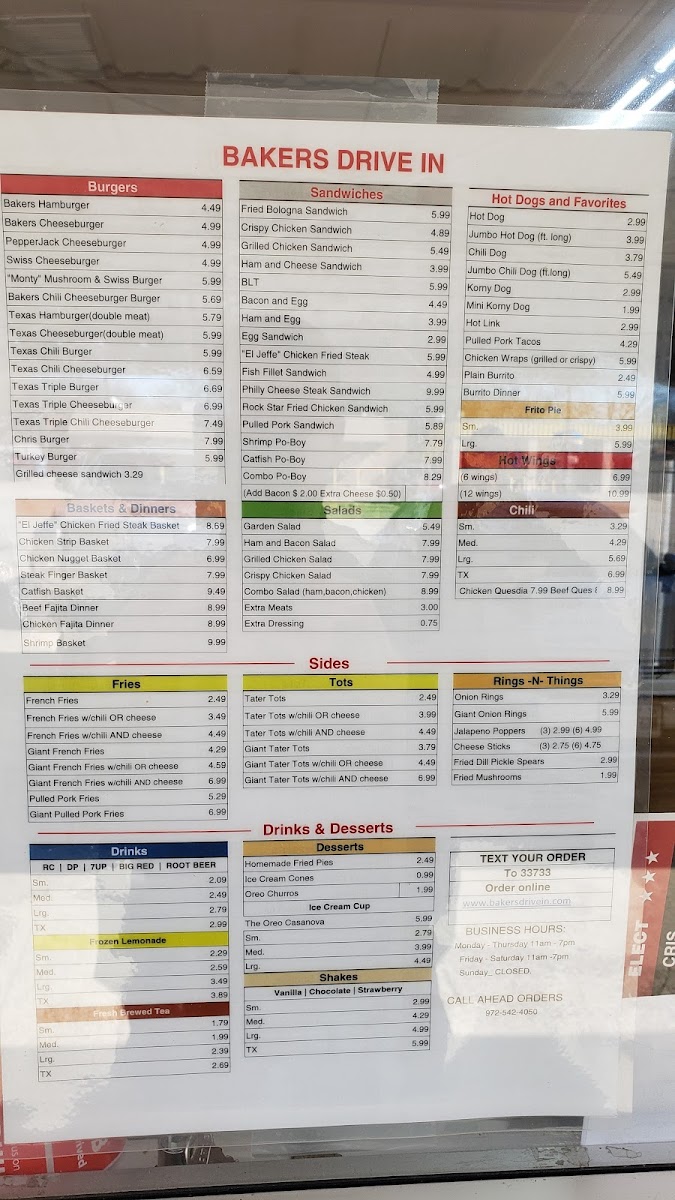 BAKERS DRIVE IN
Burgers
Bakers Hamburger 4.49
Bakers Cheeseburger 4.99
PepperJack Cheeseburger 4.99
Swiss Cheeseburger 4.99
"Monty" Mushroom & Swiss Burger 5.99
Bakers Chili Cheeseburger Burger 5.69
Texas Hamburger(double meat) 5.79
Texas Cheeseburger(double meat) 5.99
Texas Chili Burger 5.99
Texas Chili Cheeseburger 6.59
Texas Triple Burger 6.69
Texas Triple Cheeseburger 6.99
Texas Triple Chili Cheeseburger 7.49
Chris Burger 7.99
Turkey Burger 5.99
Grilled cheese sandwich 3.29
Baskets & Dinners
"El Jeffe" Chicken Fried Steak Basket 8.59
Chicken Strip Basket 7.99
Chicken Nugget Basket 6.99
Steak Finger Basket 7.99
Catfish Basket 9.49
Beef Fajita Dinner 8.99
Chicken Fajita Dinner 8.99
Shrimp Basket 9.99
Sandwiches
Fried Bologna Sandwich 5.99
Crispy Chicken Sandwich 4.89
Grilled Chicken Sandwich 5.49
Ham and Cheese Sandwich 3.99
BLT 5.99
Bacon and Egg 4.49
Ham and Egg 3.99
Egg Sandwich 2.99
"El Jeffe" Chicken Fried Steak 5.99
Fish Fillet Sandwich 4.99
Philly Cheese Steak Sandwich 9.99
Rock Star Fried Chicken Sandwich 5.99
Pulled Pork Sandwich 5.89
Shrimp Po-Boy 7.79
Catfish Po-Boy 7.99
Combo Po-Boy 8.29
(Add Bacon $ 2.00 Extra Cheese $0.50)
Salads
Garden Salad 5.49
Ham and Bacon Salad 7.99
Grilled Chicken Salad 7.99
Crispy Chicken Salad 7.99
Combo Salad (ham,bacon,chicken) 8.99
Extra Meats 3.00
Extra Dressing 0.75
Hot Dogs and Favorites
Hot Dog 2.99
Jumbo Hot Dog (ft. long) 3.99
Chili Dog 3.79
Jumbo Chili Dog (ft.long) 5.49
Korny Dog 2.99
Mini Korny Dog 1.99
Hot Link 2.99
Pulled Pork Tacos 4.29
Chicken Wraps (grilled or crispy) 5.99
Plain Burrito 2.49
Burrito Dinner 5.99
Frito Pie
Sm. 3.99
Lrg. 5.99
Hot Wings
(6 wings) 6.99
(12 wings) 10.99
Chili
Sm. 3.29
Med. 4.29
Lrg. 5.69
TX 6.99
Chicken Quesdia 7.99 Beef Ques 8.99
Sides
Fries
French Fries 2.49
French Fries w/chili OR cheese 3.49
French Fries w/chili AND cheese 4.49
Giant French Fries 4.29
Giant French Fries w/chili OR cheese 4.59
Giant French Fries w/chili AND cheese 6.99
Pulled Pork Fries 5.29
Giant Pulled Pork Fries 6.99
Tots
Tater Tots 2.49
Tater Tots w/chili OR cheese 3.99
Tater Tots w/chili AND cheese 4.49
Giant Tater Tots 3.79
Giant Tater Tots w/chili OR cheese 4.49
Giant Tater Tots w/chili AND cheese 6.99
Rings -N- Things
Onion Rings 3.29
Giant Onion Rings 5.99
Jalapeno Poppers (3) 2.99 (6) 4.99
Cheese Sticks (3) 2.75 (6) 4.75
Fried Dill Pickle Spears 2.99
Fried Mushrooms 1.99
Drinks & Desserts
Drinks
RC | DP | 7UP | BIG RED | ROOT BEER
Sm. 2.09
Med. 2.49
Lrg. 2.79
TX 2.99
Frozen Lemonade
Sm. 2.29
Med. 2.59
Lrg. 3.49
TX 3.89
Fresh Brewed Tea
Sm. 1.79
Med. 1.99
Lrg. 2.39
TX 2.69
Desserts
Homemade Fried Pies 2.49
Ice Cream Cones 0.99
Oreo Churros 1.99
Ice Cream Cup
The Oreo Casanova 5.99
Sm. 2.79
Med. 3.99
Lrg. 4.49
Shakes
Vanilla | Chocolate | Strawberry
Sm. 2.99
Med. 4.29
Lrg. 4.99
TX 5.99
TEXT YOUR ORDER
To 33733
Order online
www.bakersdrivein.com
BUSINESS HOURS:
Monday - Thursday 11am - 7pm
Friday - Saturday 11am -7pm
Sunday_ CLOSED.
CALL AHEAD ORDERS
972-542-4050
ELECT
CRIS